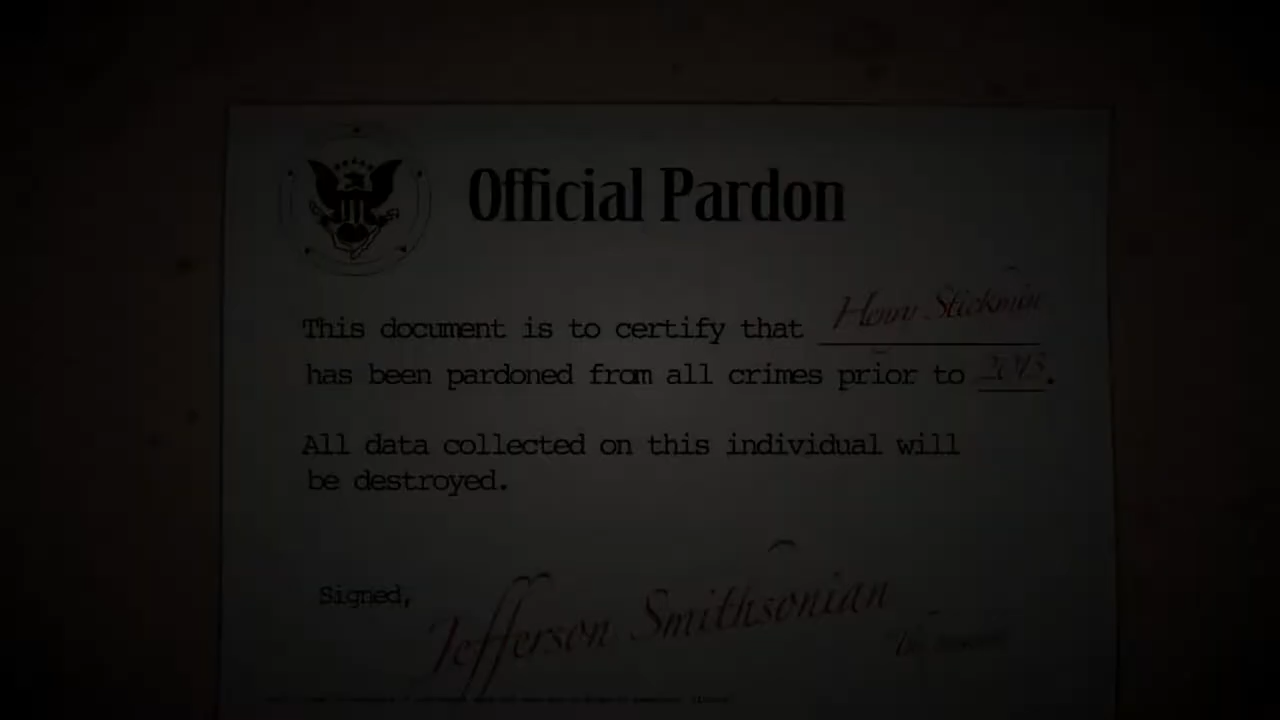 Official Pardon
This document is to certify that Henry Stickmin
has been pardoned from all crimes prior to 2015.
All data collected on this individual will
be destroyed.
Signed,
Jefferson Smithsonian